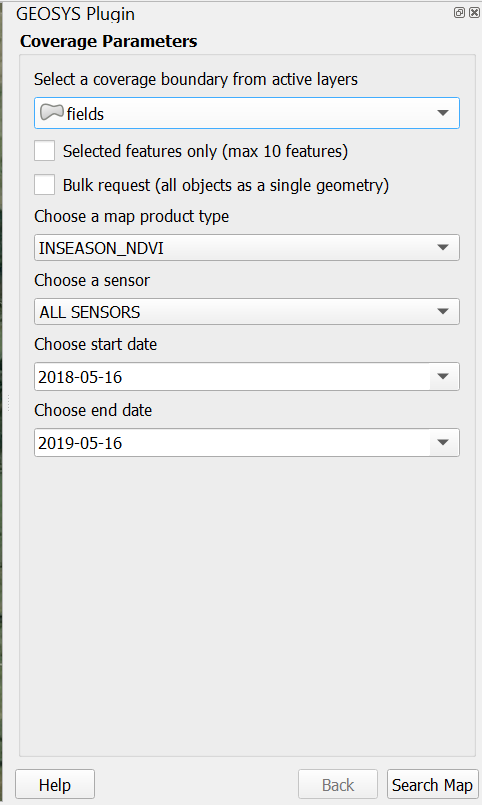 GEOSYS Plugin
Coverage Parameters
Select a coverage boundary from active layers
fields
Selected features only (max 10 features)
Bulk request (all objects as a single geometry)
Choose a map product type
INSEASON_NDVI
Choose a sensor
ALL SENSORS
Choose start date
2018-05-16
Choose end date
2019-05-16
Help Back Search Map